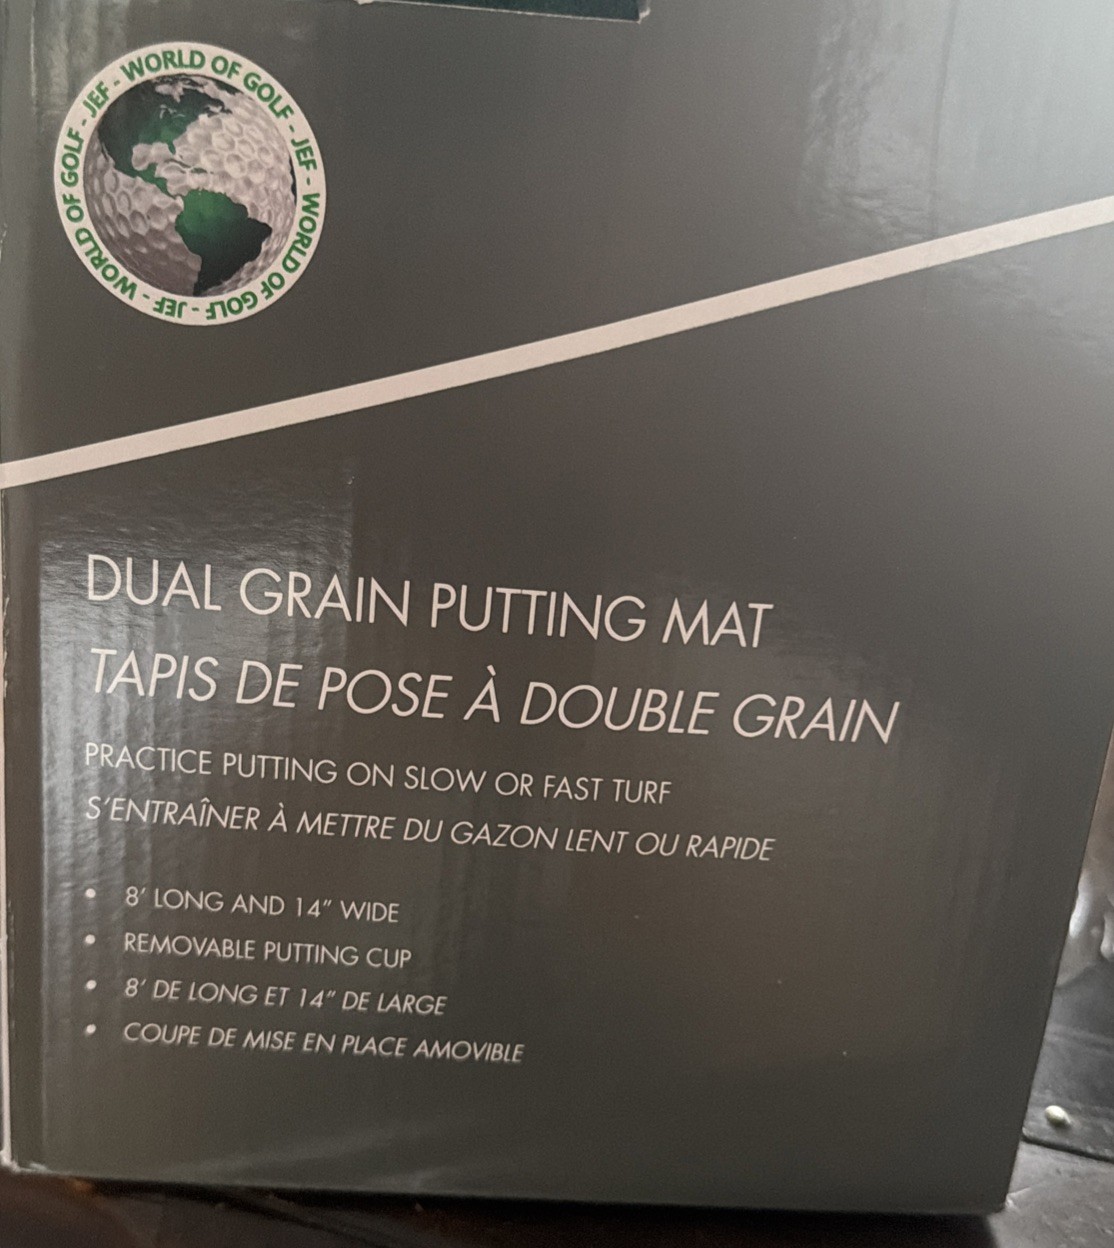 WORLD OF GOLF - JEF - WORLD OF GOLF - JEF - WORLD OF GOLF - JEF -
DUAL GRAIN PUTTING MAT
TAPIS DE POSE À DOUBLE GRAIN
PRACTICE PUTTING ON SLOW OR FAST TURF
S'ENTRAÎNER À METTRE DU GAZON LENT OU RAPIDE
• 8' LONG AND 14" WIDE
• REMOVABLE PUTTING CUP
• 8' DE LONG ET 14" DE LARGE
• COUPE DE MISE EN PLACE AMOVIBLE